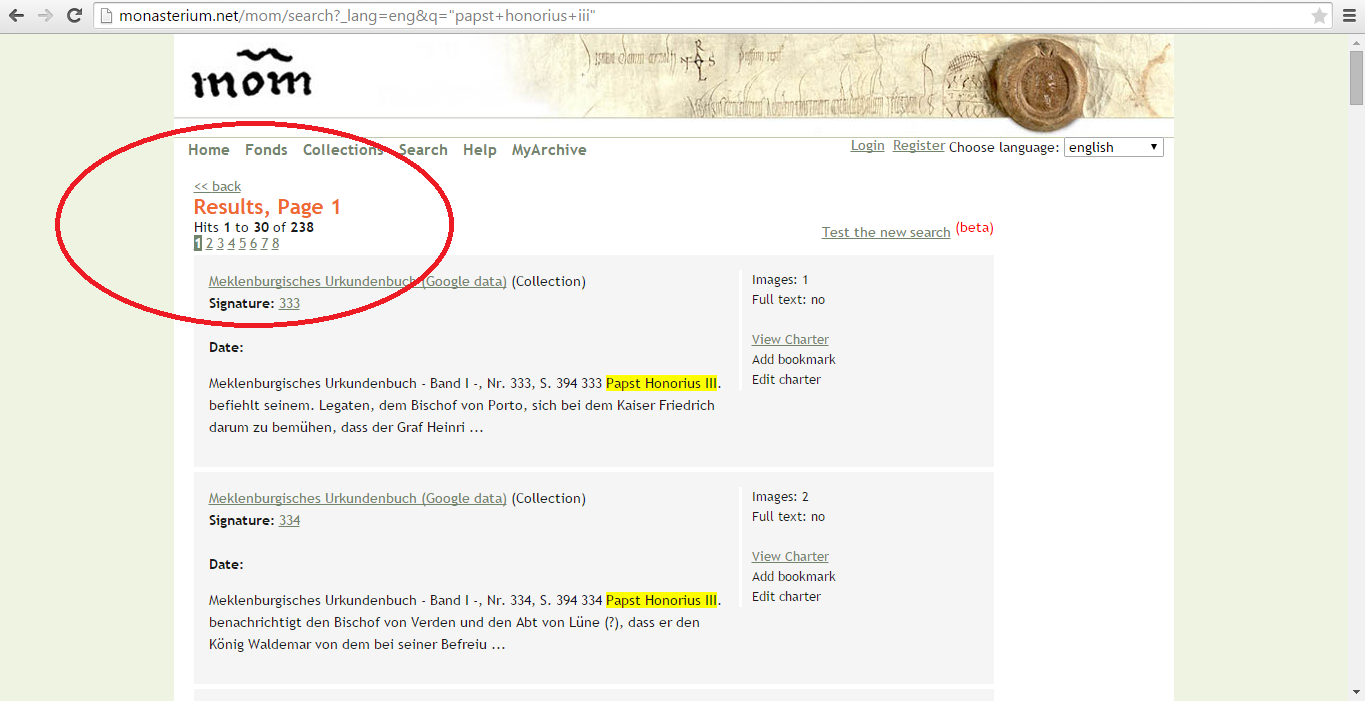 monasterium.net/mom/search?_lang=eng&q="papst+honorius+iii"
mom
Home Fonds Collections Search Help MyArchive
Login Register Choose language: english
<< back
Results, Page 1
Hits 1 to 30 of 238
1 2 3 4 5 6 7 8
Test the new search (beta)
Meklenburgisches Urkundenbuch (Google data) (Collection)
Signature: 333
Date:
Meklenburgisches Urkundenbuch - Band I -, Nr. 333, S. 394 333 Papst Honorius III.
befiehlt seinem. Legaten, dem Bischof von Porto, sich bei dem Kaiser Friedrich
darum zu bemühen, dass der Graf Heinri ...
Images: 1
Full text: no
View Charter
Add bookmark
Edit charter
Meklenburgisches Urkundenbuch (Google data) (Collection)
Signature: 334
Date:
Meklenburgisches Urkundenbuch - Band I -, Nr. 334, S. 394 334 Papst Honorius III.
benachrichtigt den Bischof von Verden und den Abt von Lüne (?), dass er den
König Waldemar von dem bei seiner Befreiu ...
Images: 2
Full text: no
View Charter
Add bookmark
Edit charter